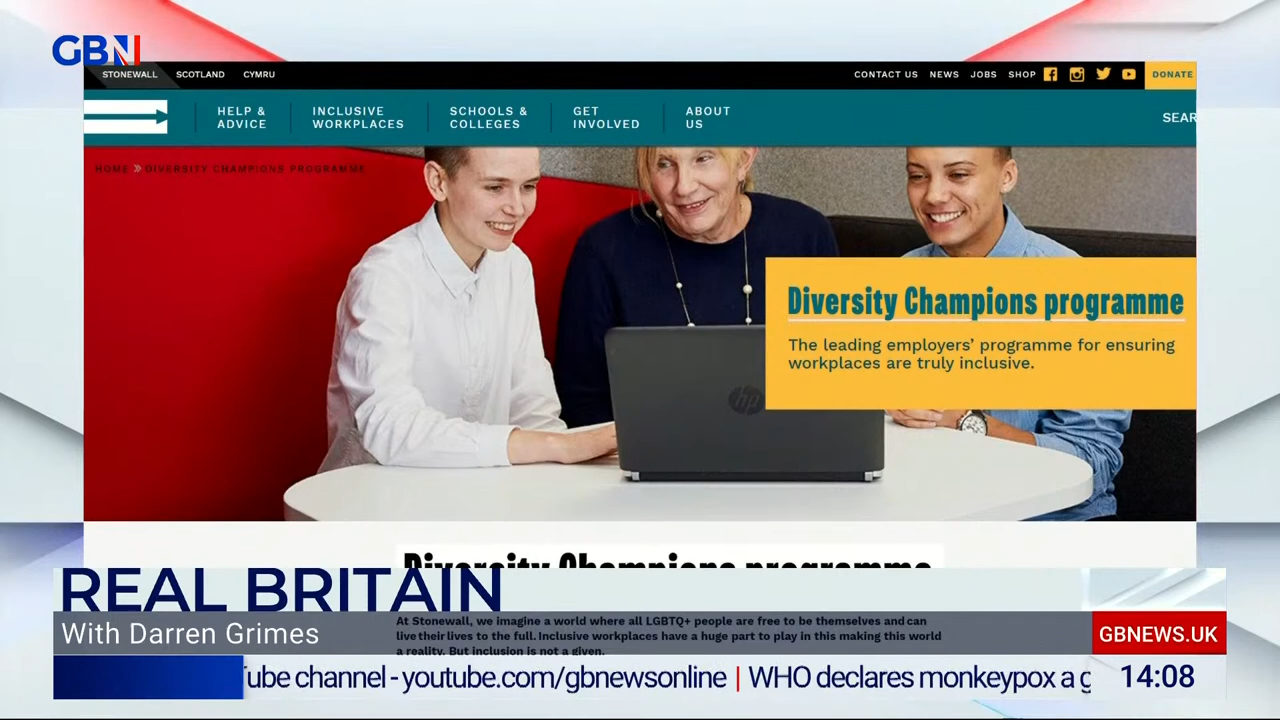 GBN
STONEWALL SCOTLAND CYMRU
CONTACT US NEWS JOBS SHOP DONATE
HELP &
ADVICE
INCLUSIVE
WORKPLACES
SCHOOLS &
COLLEGES
GET
INVOLVED
ABOUT
US
SEAR
HOME » DIVERSITY CHAMPIONS PROGRAMME
Diversity Champions programme
The leading employers’ programme for ensuring
workplaces are truly inclusive.
hp
Diversity Champions programme
REAL BRITAIN
With Darren Grimes
At Stonewall, we imagine a world where all LGBTQ+ people are free to be themselves and can
live their lives to the full. Inclusive workplaces have a huge part to play in this making this world
a reality. But inclusion is not a given.
GBNEWS.UK
Tube channel - youtube.com/gbnewsonline | WHO declares monkeypox a g
14:08